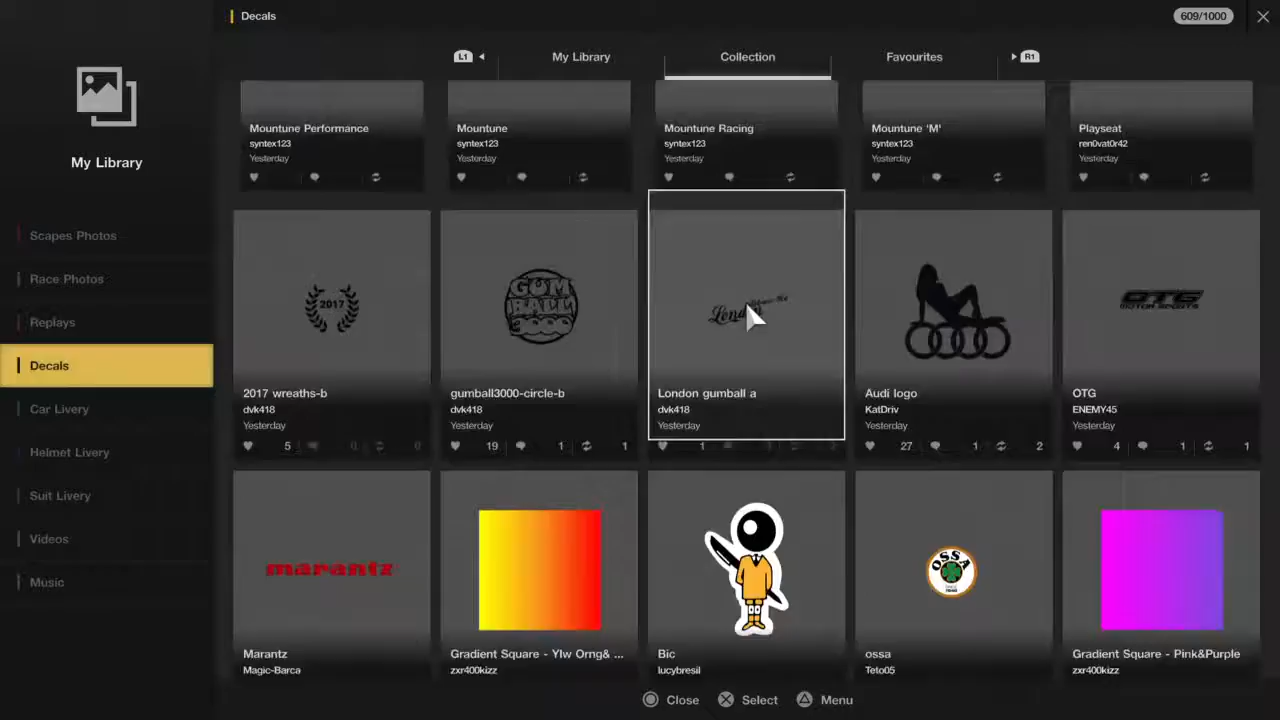 Decals
609/1000
L1
My Library
Collection
Favourites
R1
My Library
Scapes Photos
Race Photos
Replays
Decals
Car Livery
Helmet Livery
Suit Livery
Videos
Music
Mountune Performance
syntex123
Yesterday
Mountune
syntex123
Yesterday
Mountune Racing
syntex123
Yesterday
Mountune 'M'
syntex123
Yesterday
Playseat
ren0vat0r42
Yesterday
2017
2017 wreaths-b
dvk418
Yesterday
5 0 0
GUM
BALL
3000
gumball3000-circle-b
dvk418
Yesterday
19 1 1
London gumball a
dvk418
Yesterday
1
Audi logo
KatDriv
Yesterday
27 1 2
OTG
MOTOR SPORTS
OTG
ENEMY45
Yesterday
4 1 1
marantz
Marantz
Magic-Barca
Gradient Square - Ylw Orng& ...
zxr400kizz
Bic
lucybresil
OSSA
ossa
Teto05
Gradient Square - Pink&Purple
zxr400kizz
Close
Select
Menu